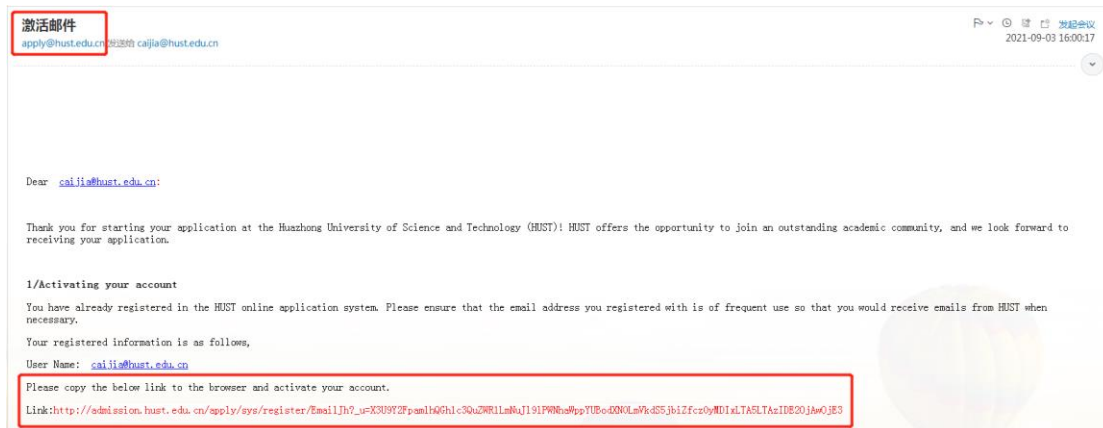 激活邮件
发起会议
apply@hust.edu.cn 发送给 caijia@hust.edu.cn
2021-09-03 16:00:17
Dear caijia@hust.edu.cn:
Thank you for starting your application at the Huazhong University of Science and Technology (HUST)! HUST offers the opportunity to join an outstanding academic community, and we look forward to
receiving your application.
1/Activating your account
You have already registered in the HUST online application system. Please ensure that the email address you registered with is of frequent use so that you would receive emails from HUST when
necessary.
Your registered information is as follows,
User Name: caijia@hust.edu.cn
Please copy the below link to the browser and activate your account.